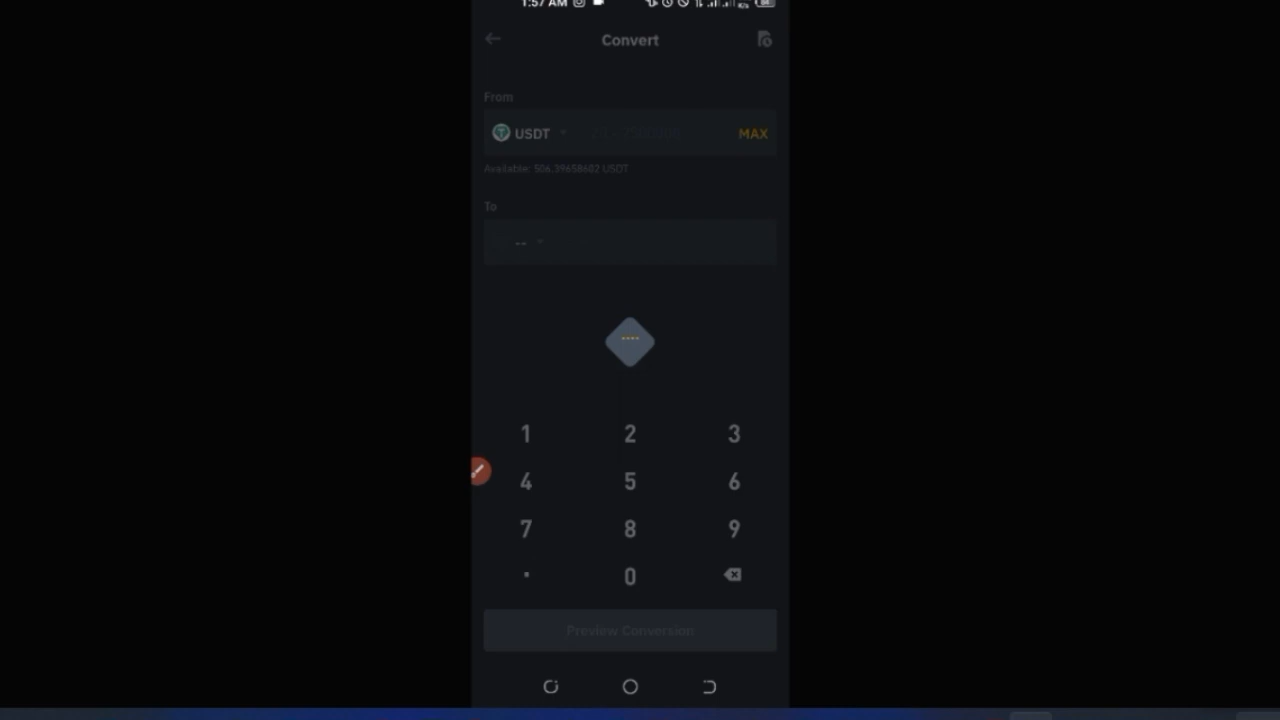 1:57 AM
Convert
From
USDT
MAX
Available: 506.39658602 USDT
To
--
1 2 3
4 5 6
7 8 9
. 0
Preview Conversion